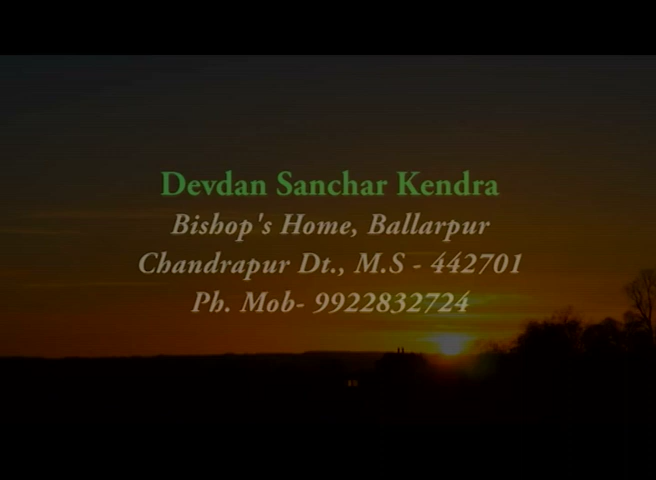 Devdan Sanchar Kendra
Bishop's Home, Ballarpur
Chandrapur Dt., M.S - 442701
Ph. Mob- 9922832724